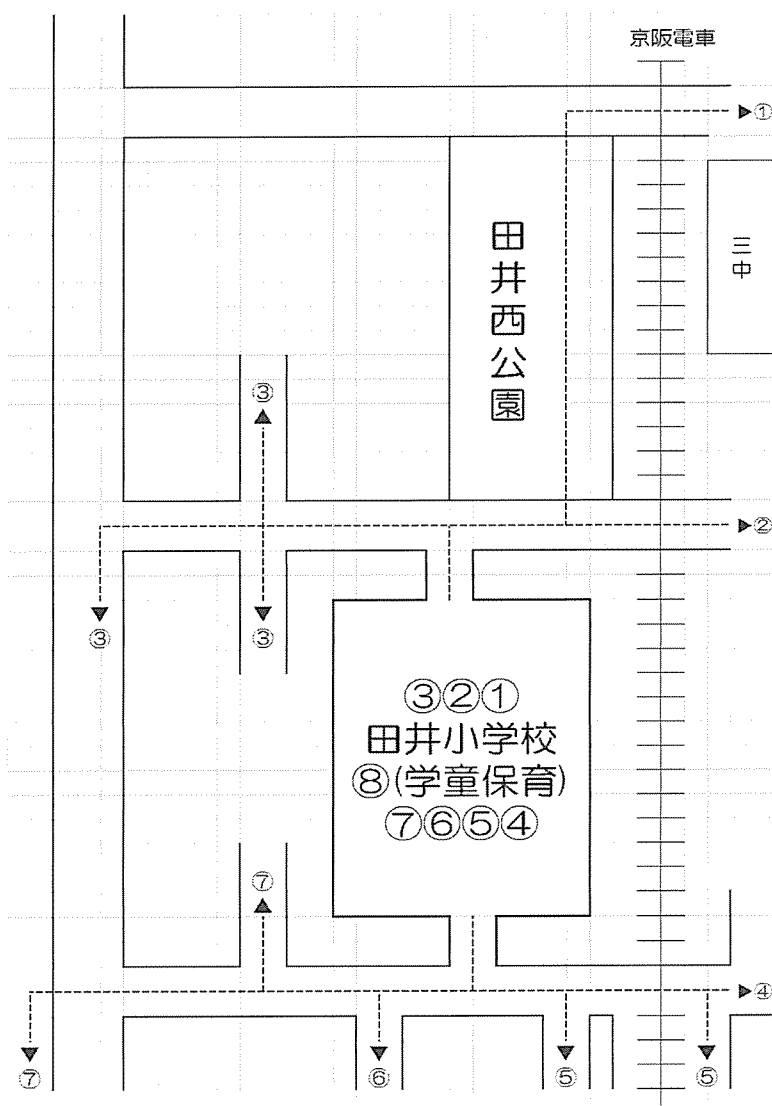 京阪電車
①
三中
田井西公園
③
②
③
③
③②①
田井小学校
⑧(学童保育)
⑦⑥⑤④
⑦
④
⑦
⑥
⑤
⑤